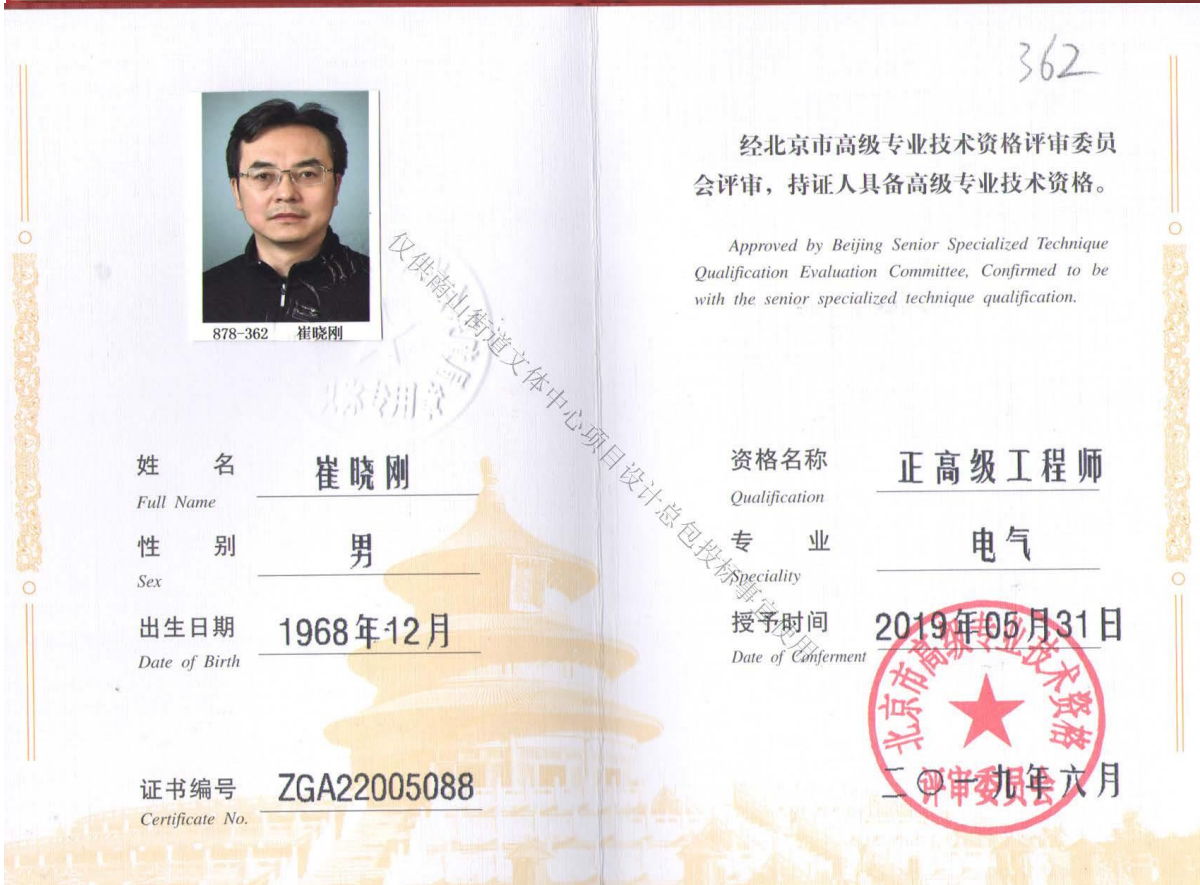 878-362 崔晓刚
姓 名 崔晓刚
Full Name
性 别 男
Sex
出生日期 1968年12月
Date of Birth
证书编号 ZGA22005088
Certificate No.
仅供南山街道文体中心项目设计总包投标事宜使用
362
经北京市高级专业技术资格评审委员
会评审，持证人具备高级专业技术资格。
Approved by Beijing Senior Specialized Technique
Qualification Evaluation Committee, Confirmed to be
with the senior specialized technique qualification.
资格名称 正高级工程师
Qualification
专 业 电气
Speciality
授予时间 2019年05月31日
Date of Conferment
北京市高级专业技术资格
评审委员会
二〇一九年六月